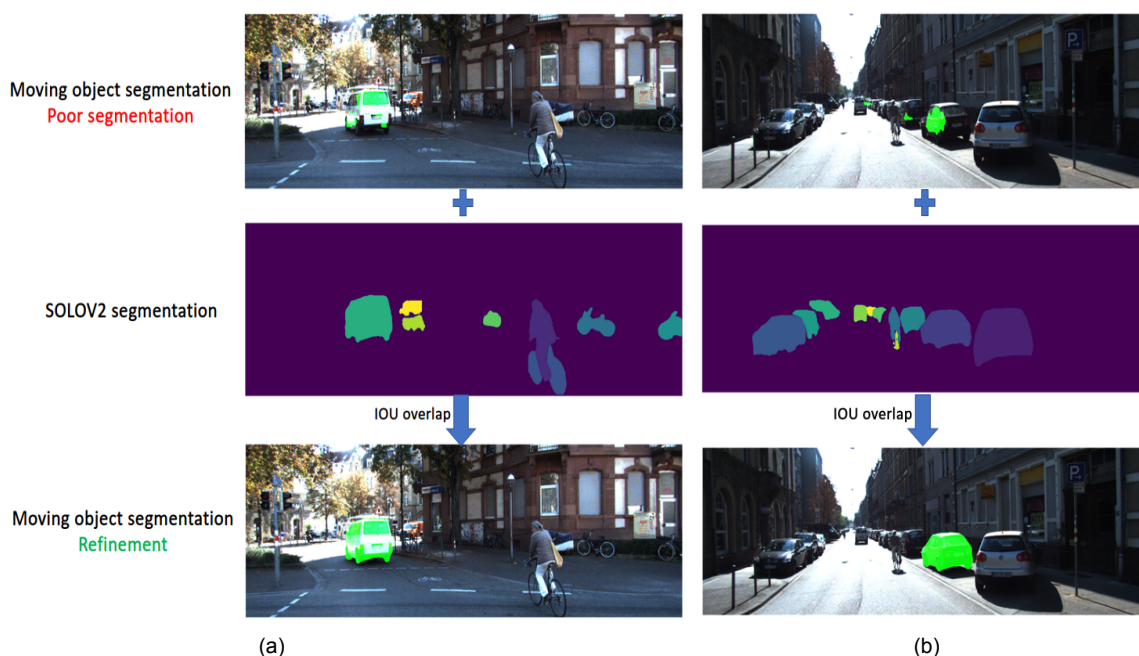 Moving object segmentation
Poor segmentation
P
SOLOV2 segmentation
IOU overlap
IOU overlap
Moving object segmentation
Refinement
P
(a)
(b)